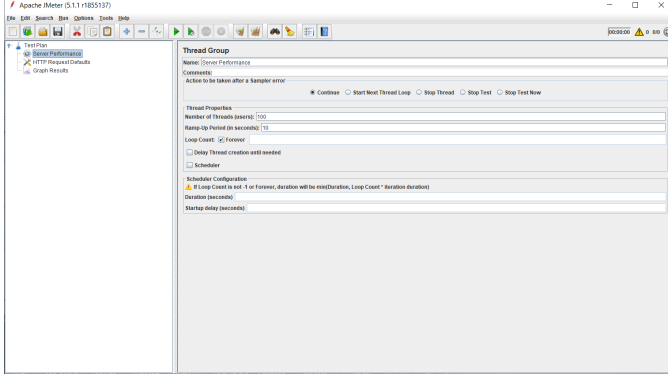 Apache JMeter (5.1.1 r1855137)
File Edit Search Run Options Tools Help
00:00:00 0 0/0
Test Plan
Server Performance
HTTP Request Defaults
Graph Results
Thread Group
Name: Server Performance
Comments:
Action to be taken after a Sampler error
Continue Start Next Thread Loop Stop Thread Stop Test Stop Test Now
Thread Properties
Number of Threads (users): 100
Ramp-Up Period (in seconds): 10
Loop Count: Forever
Delay Thread creation until needed
Scheduler
Scheduler Configuration
If Loop Count is not -1 or Forever, duration will be min(Duration, Loop Count * iteration duration)
Duration (seconds)
Startup delay (seconds)